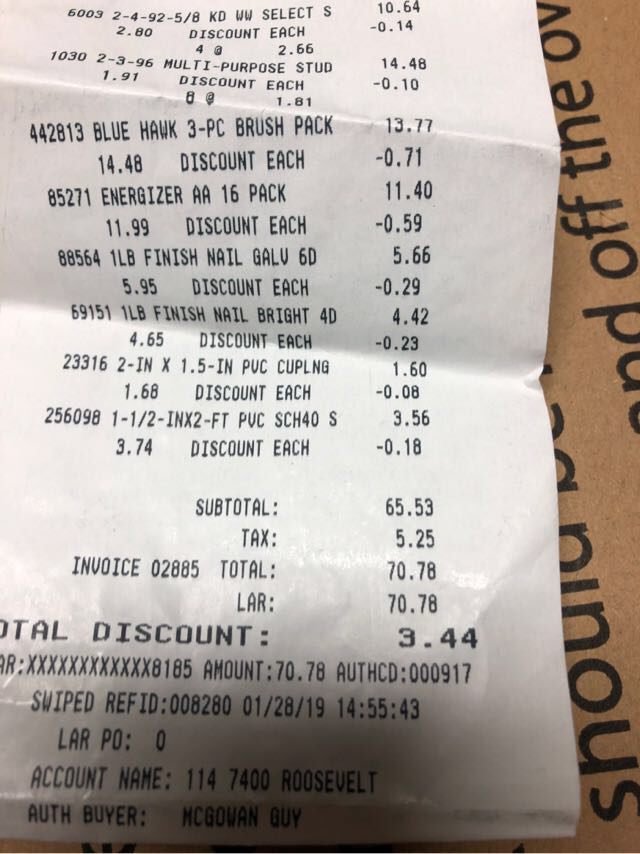 6003 2-4-92-5/8 KD WW SELECT S 10.64
2.80 DISCOUNT EACH -0.14
4 @ 2.66
1030 2-3-96 MULTI-PURPOSE STUD 14.48
1.91 DISCOUNT EACH -0.10
8 @ 1.81
442813 BLUE HAWK 3-PC BRUSH PACK 13.77
14.48 DISCOUNT EACH -0.71
85271 ENERGIZER AA 16 PACK 11.40
11.99 DISCOUNT EACH -0.59
88564 1LB FINISH NAIL GALV 6D 5.66
5.95 DISCOUNT EACH -0.29
69151 1LB FINISH NAIL BRIGHT 4D 4.42
4.65 DISCOUNT EACH -0.23
23316 2-IN X 1.5-IN PVC CUPLNG 1.60
1.68 DISCOUNT EACH -0.08
256098 1-1/2-INX2-FT PVC SCH40 S 3.56
3.74 DISCOUNT EACH -0.18
SUBTOTAL: 65.53
TAX: 5.25
INVOICE 02885 TOTAL: 70.78
LAR: 70.78
OTAL DISCOUNT: 3.44
AR:XXXXXXXXXXXX8185 AMOUNT:70.78 AUTHCD:000917
SWIPED REFID:008280 01/28/19 14:55:43
LAR PO: 0
ACCOUNT NAME: 114 7400 ROOSEVELT
AUTH BUYER: MCGOWAN GUY
off the ov
should be